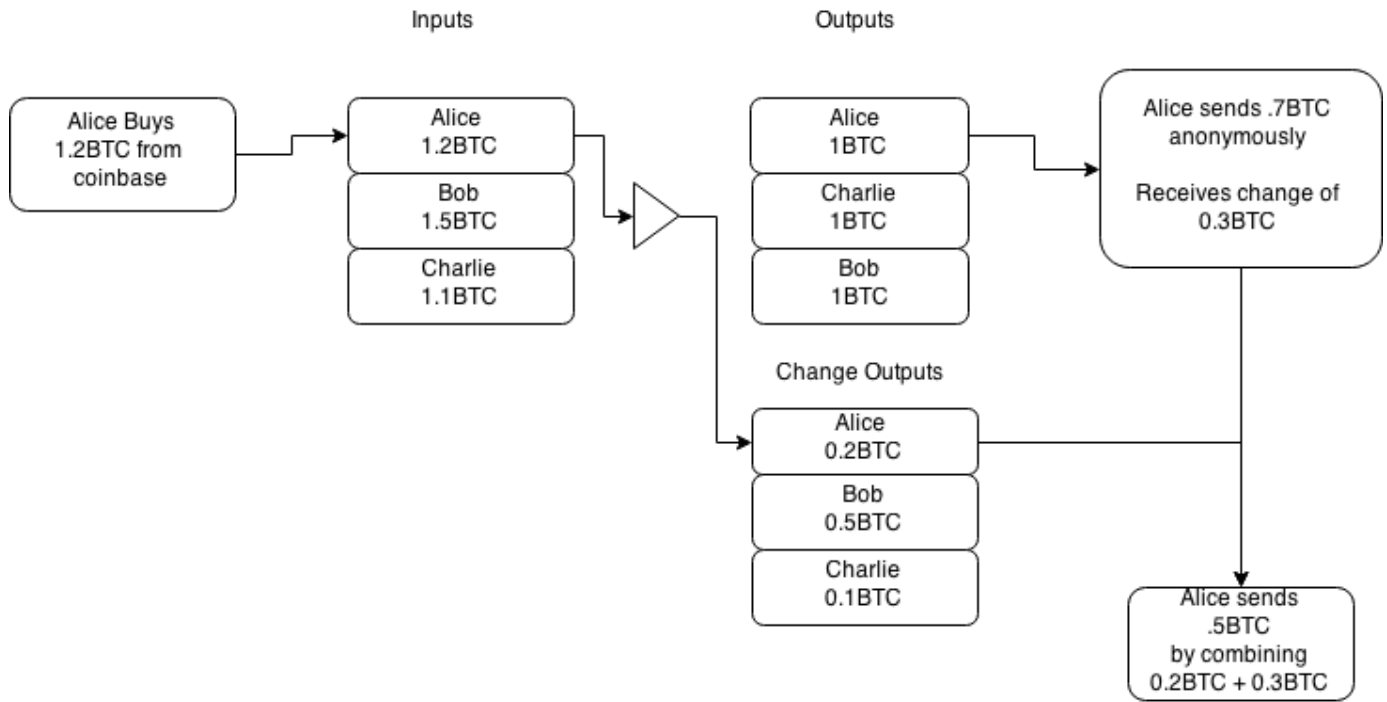 Inputs
Outputs
Alice Buys
1.2BTC from
coinbase
Alice
1.2BTC
Bob
1.5BTC
Charlie
1.1BTC
Alice
1BTC
Charlie
1BTC
Bob
1BTC
Alice sends .7BTC
anonymously
Receives change of
0.3BTC
Change Outputs
Alice
0.2BTC
Bob
0.5BTC
Charlie
0.1BTC
Alice sends
.5BTC
by combining
0.2BTC + 0.3BTC